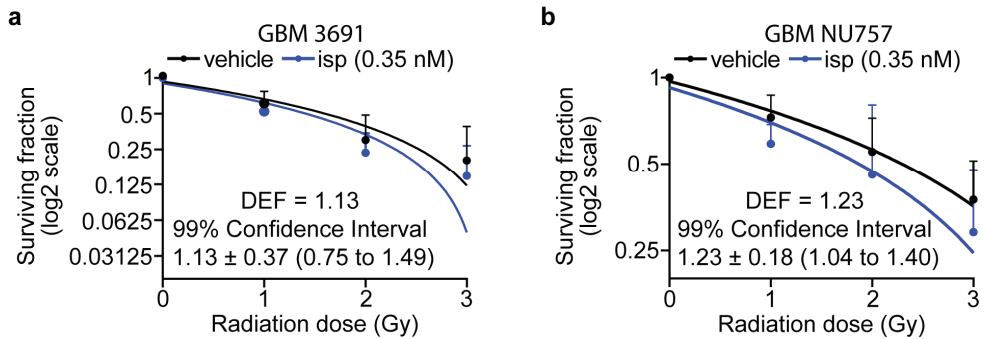 a
GBM 3691
vehicle isp (0.35 nM)
Surviving fraction
(log2 scale)
1
0.5
0.25
0.125
0.0625
0.03125
DEF = 1.13
99% Confidence Interval
1.13 ± 0.37 (0.75 to 1.49)
0 1 2 3
Radiation dose (Gy)
b
GBM NU757
vehicle isp (0.35 nM)
Surviving fraction
(log2 scale)
1
0.5
0.25
DEF = 1.23
99% Confidence Interval
1.23 ± 0.18 (1.04 to 1.40)
0 1 2 3
Radiation dose (Gy)